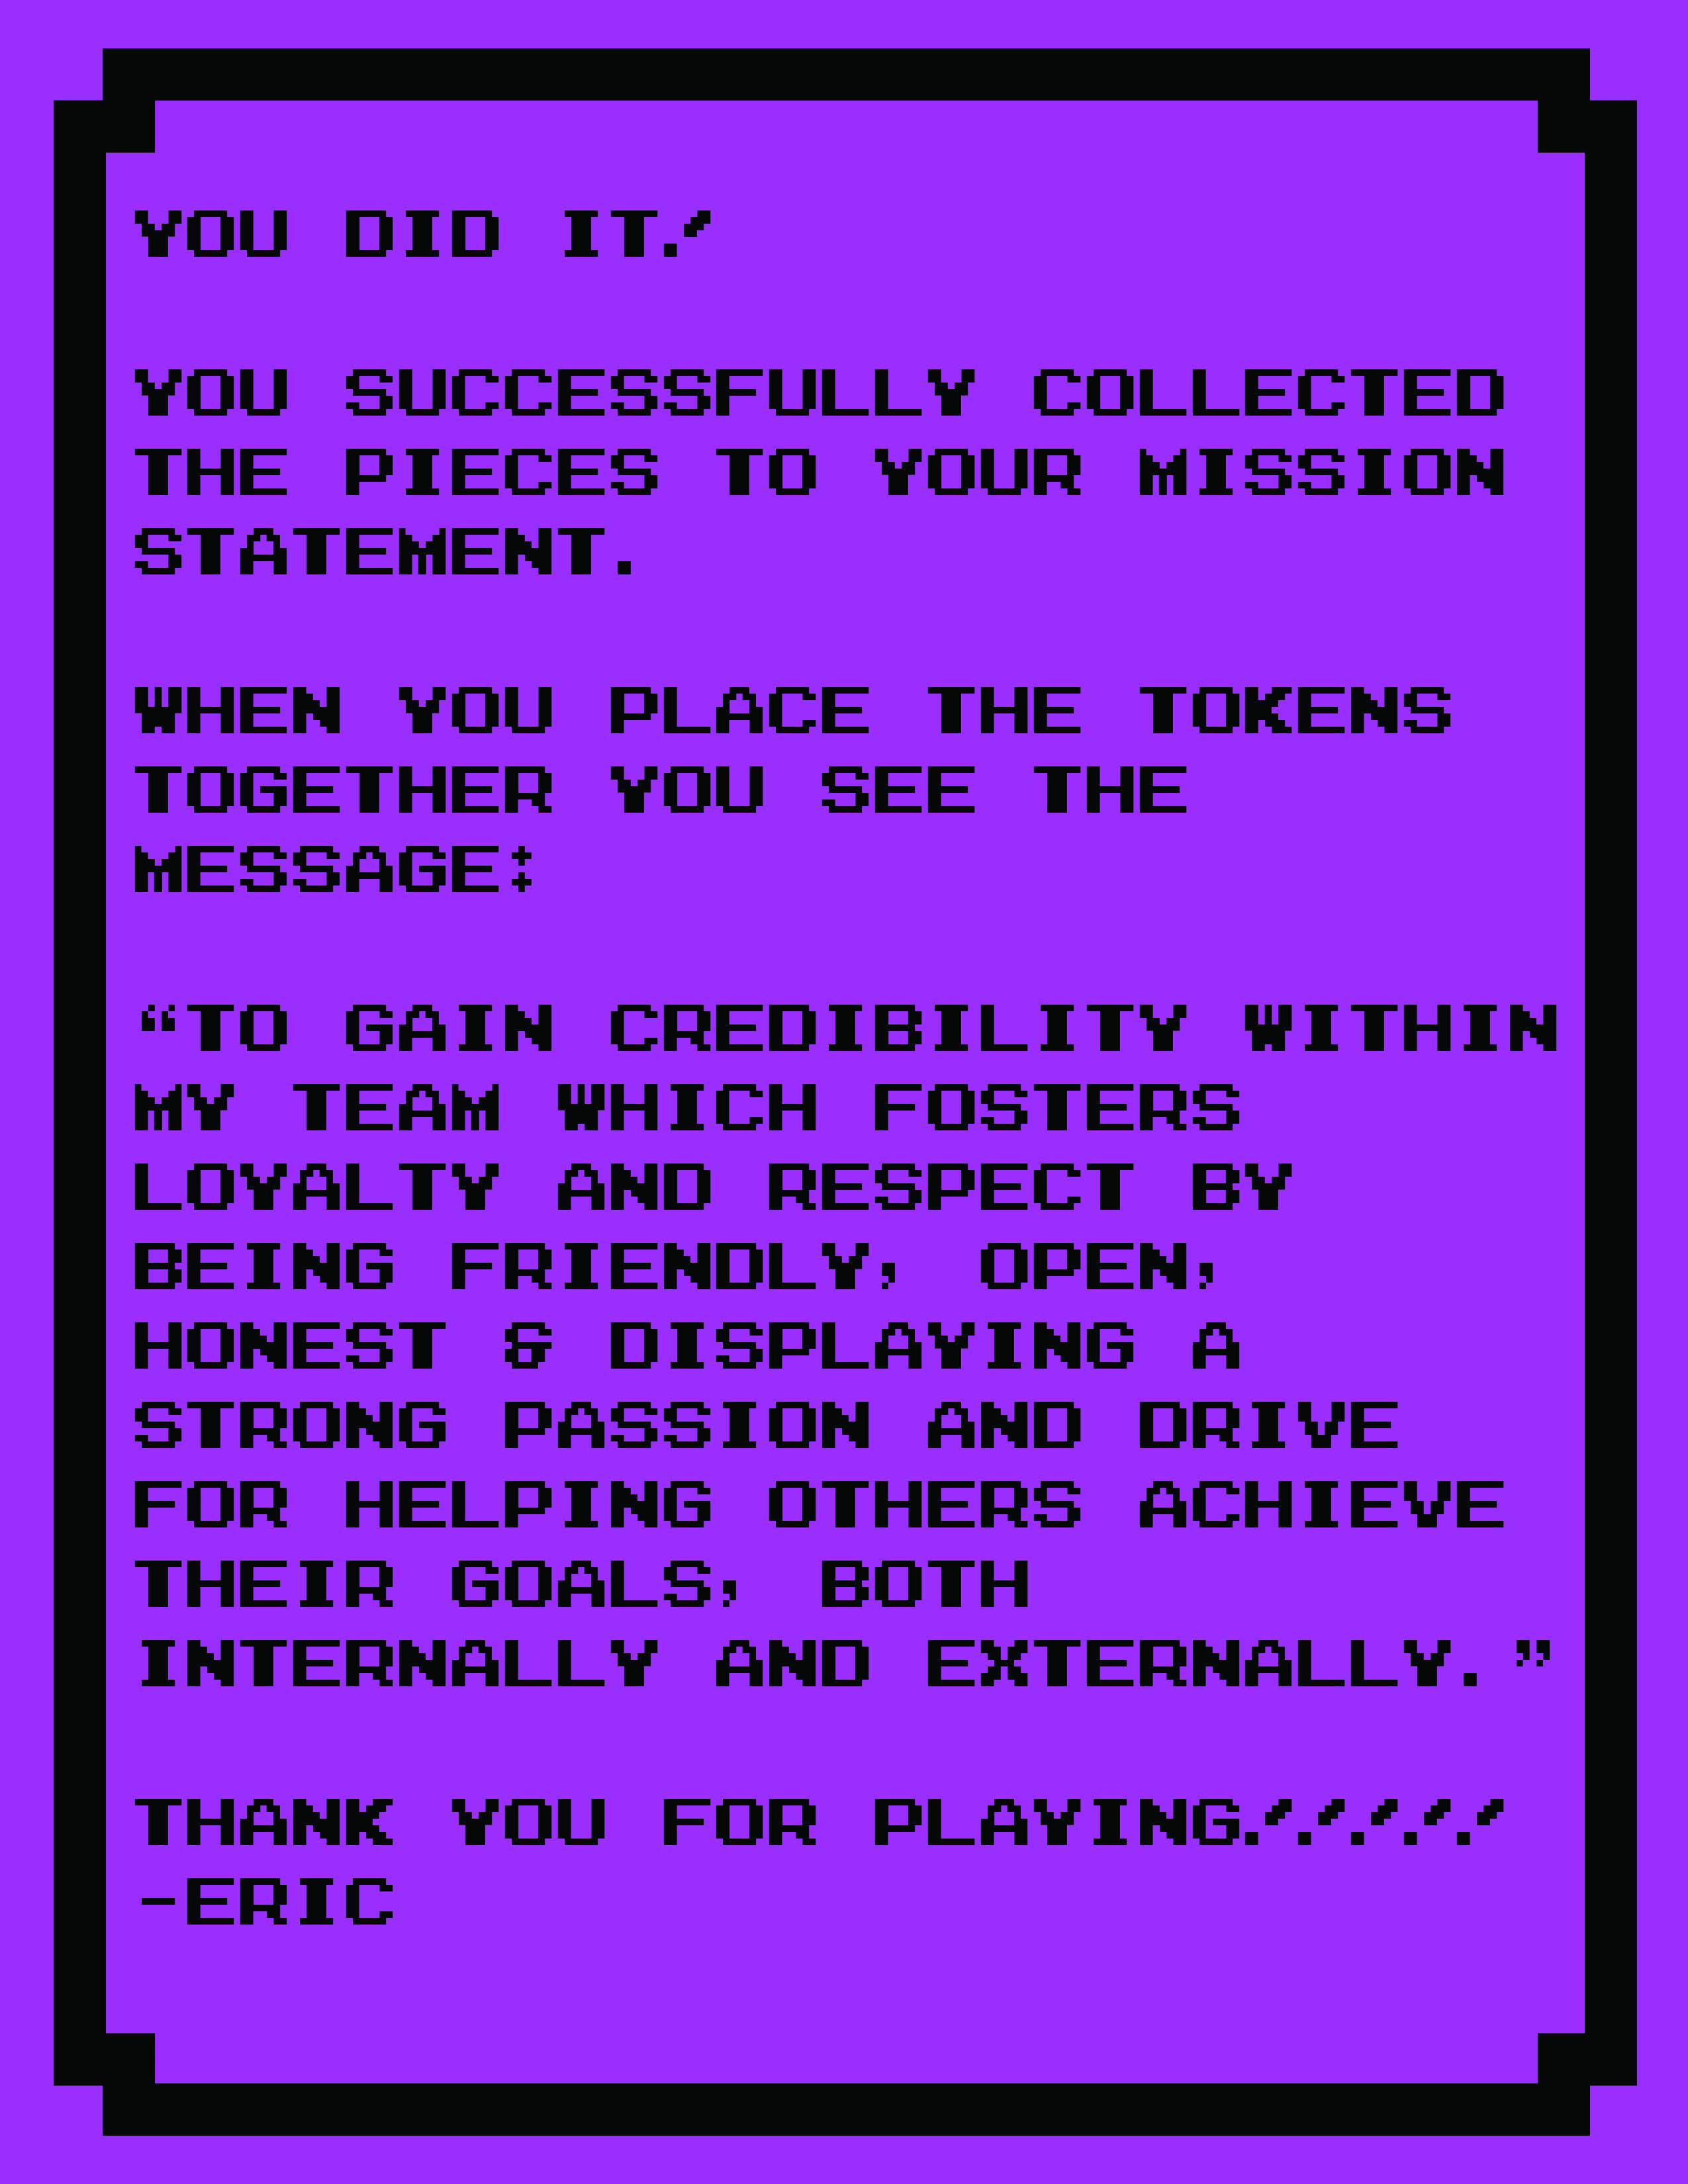 YOU DID IT!
YOU SUCCESSFULLY COLLECTED
THE PIECES TO YOUR MISSION
STATEMENT.
WHEN YOU PLACE THE TOKENS
TOGETHER YOU SEE THE
MESSAGE:
“TO GAIN CREDIBILITY WITHIN
MY TEAM WHICH FOSTERS
LOYALTY AND RESPECT BY
BEING FRIENDLY, OPEN,
HONEST & DISPLAYING A
STRONG PASSION AND DRIVE
FOR HELPING OTHERS ACHIEVE
THEIR GOALS, BOTH
INTERNALLY AND EXTERNALLY.”
THANK YOU FOR PLAYING!!!!!
-ERIC